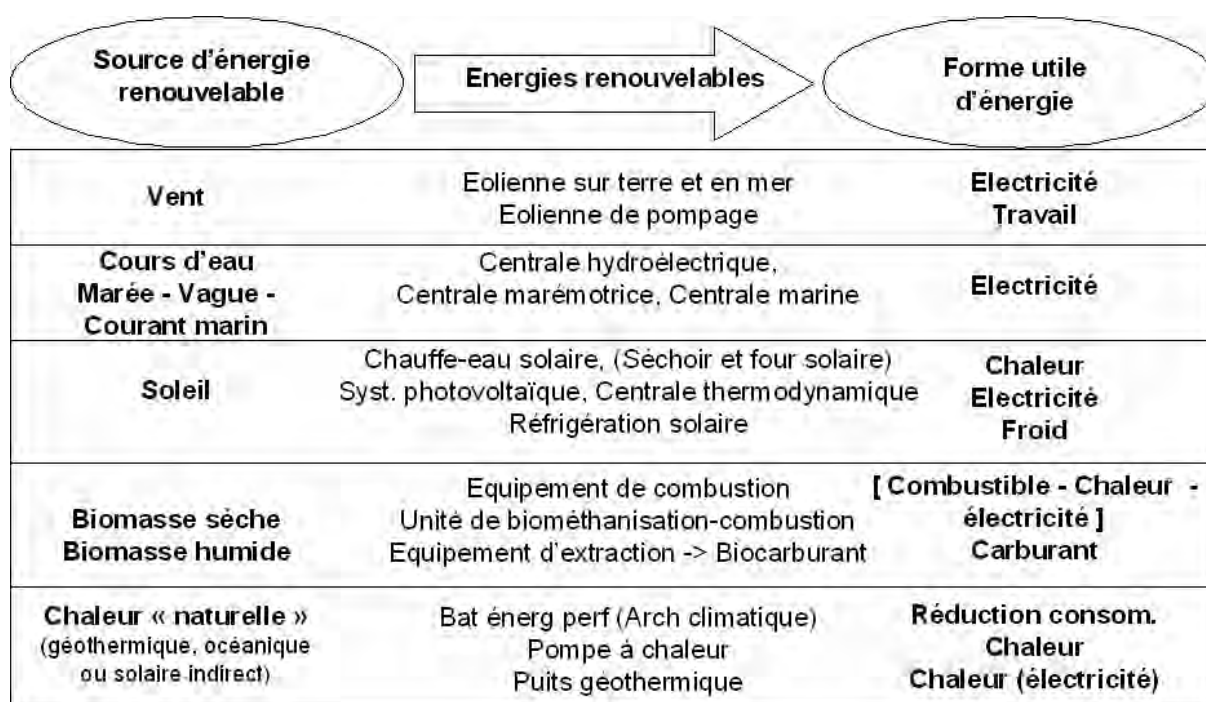 Source d'énergie
renouvelable
Energies renouvelables
Forme utile
d'énergie
Vent
Eolienne sur terre et en mer
Eolienne de pompage
Electricité
Travail
Cours d'eau
Marée - Vague -
Courant marin
Centrale hydroélectrique,
Centrale marémotrice, Centrale marine
Electricité
Soleil
Chauffe-eau solaire, (Séchoir et four solaire)
Syst. photovoltaïque, Centrale thermodynamique
Réfrigération solaire
Chaleur
Electricité
Froid
Biomasse sèche
Biomasse humide
Equipement de combustion
Unité de biométhanisation-combustion
Equipement d'extraction -> Biocarburant
[ Combustible - Chaleur -
électricité ]
Carburant
Chaleur « naturelle »
(géothermique, océanique
ou solaire indirect)
Bat énerg perf (Arch climatique)
Pompe à chaleur
Puits géothermique
Réduction consom.
Chaleur
Chaleur (électricité)